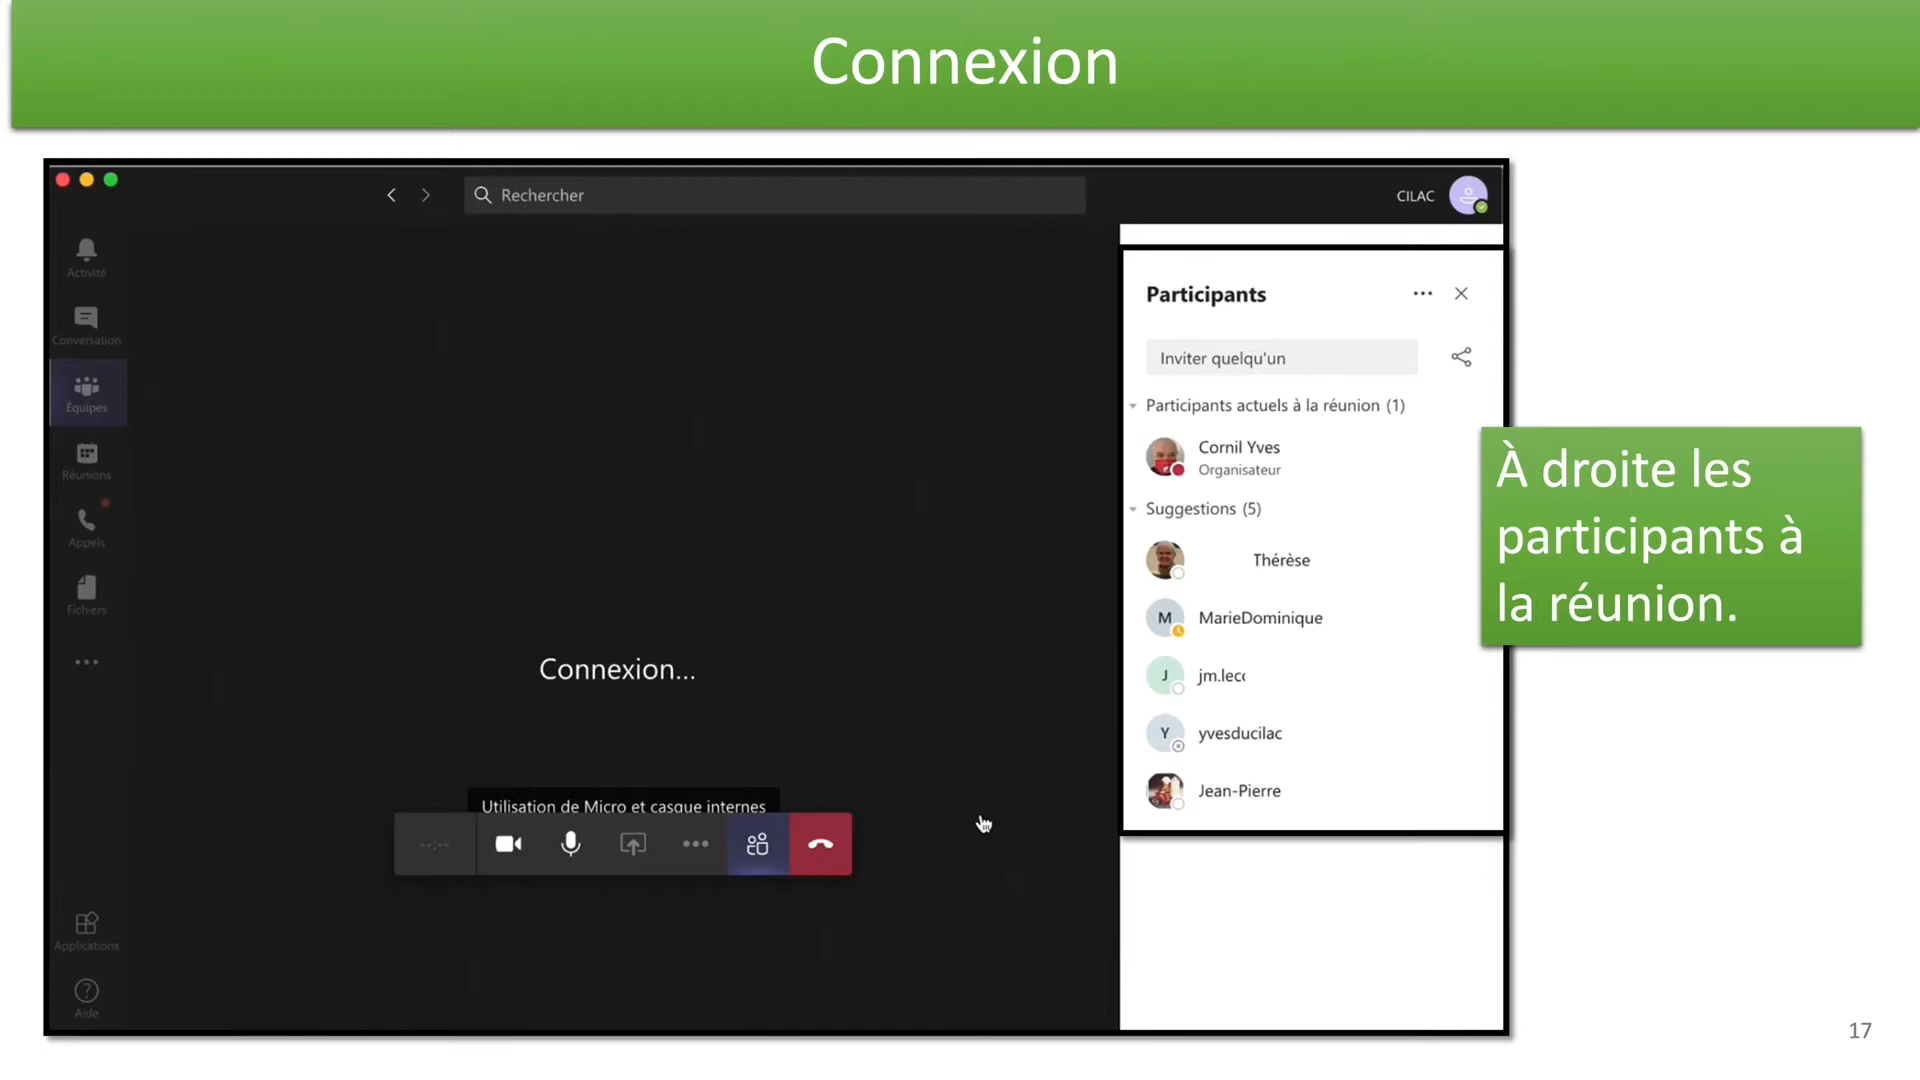 Connexion
Rechercher
CILAC
Activité
Conversation
Équipes
Réunions
Appels
Fichiers
Applications
Aide
Connexion...
Utilisation de Micro et casque internes
--:--
Participants
Inviter quelqu'un
Participants actuels à la réunion (1)
Cornil Yves
Organisateur
Suggestions (5)
Thérèse
M
MarieDominique
J
jm.lecc
Y
yvesducilac
Jean-Pierre
À droite les
participants à
la réunion.
17